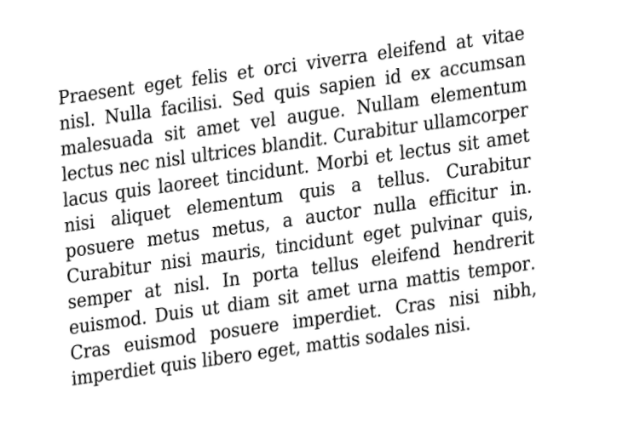 Praesent eget felis et orci viverra eleifend at vitae
nisl. Nulla facilisi. Sed quis sapien id ex accumsan
malesuada sit amet vel augue. Nullam elementum
lectus nec nisl ultrices blandit. Curabitur ullamcorper
lacus quis laoreet tincidunt. Morbi et lectus sit amet
nisi aliquet elementum quis a tellus. Curabitur
posuere metus metus, a auctor nulla efficitur in.
Curabitur nisi mauris, tincidunt eget pulvinar quis,
semper at nisl. In porta tellus eleifend hendrerit
euismod. Duis ut diam sit amet urna mattis tempor.
Cras euismod posuere imperdiet. Cras nisi nibh,
imperdiet quis libero eget, mattis sodales nisi.